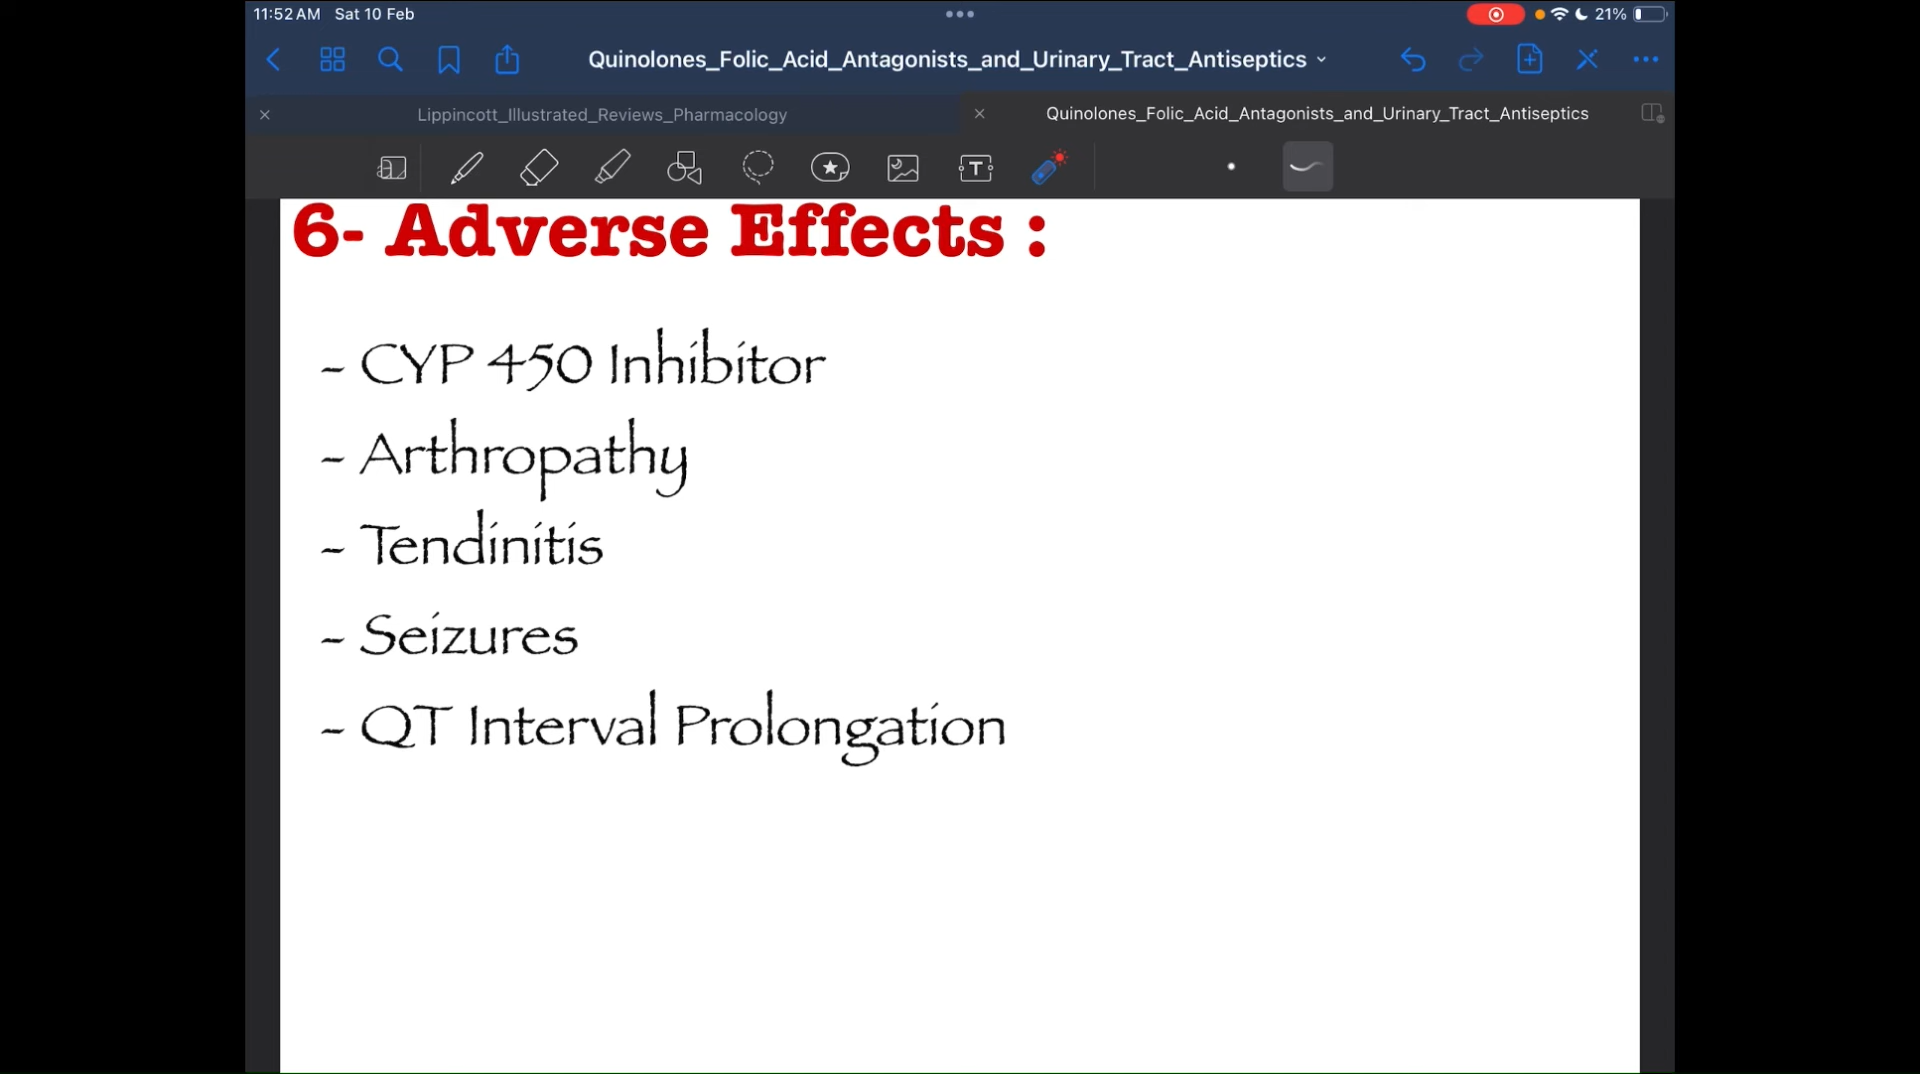 11:52 AM Sat 10 Feb
21%
Quinolones_Folic_Acid_Antagonists_and_Urinary_Tract_Antiseptics
Lippincott_Illustrated_Reviews_Pharmacology
Quinolones_Folic_Acid_Antagonists_and_Urinary_Tract_Antiseptics
6- Adverse Effects :
- CYP 450 Inhibitor
- Arthropathy
- Tendinitis
- Seizures
- QT Interval Prolongation